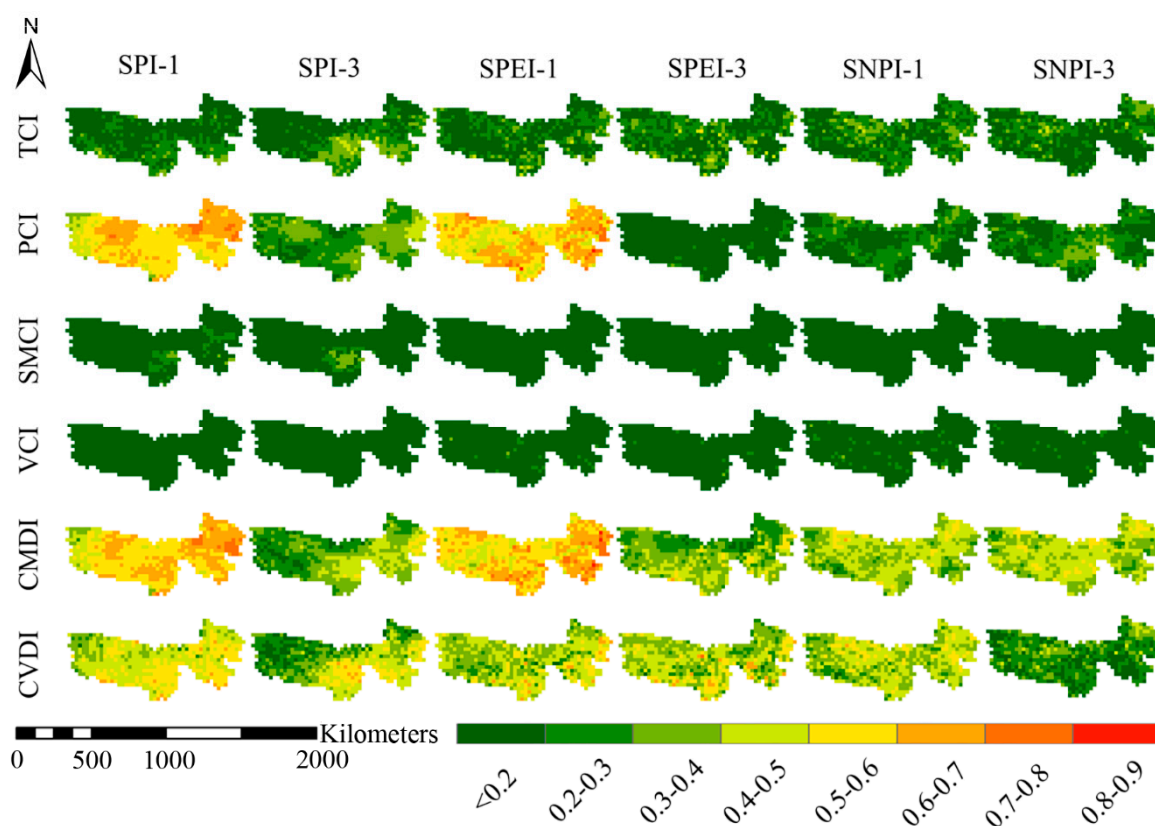 N
SPI-1 SPI-3 SPEI-1 SPEI-3 SNPI-1 SNPI-3
TCI
PCI
SMCI
VCI
CMDI
CVDI
Kilometers
0 500 1000 2000
<0.2 0.2-0.3 0.3-0.4 0.4-0.5 0.5-0.6 0.6-0.7 0.7-0.8 0.8-0.9